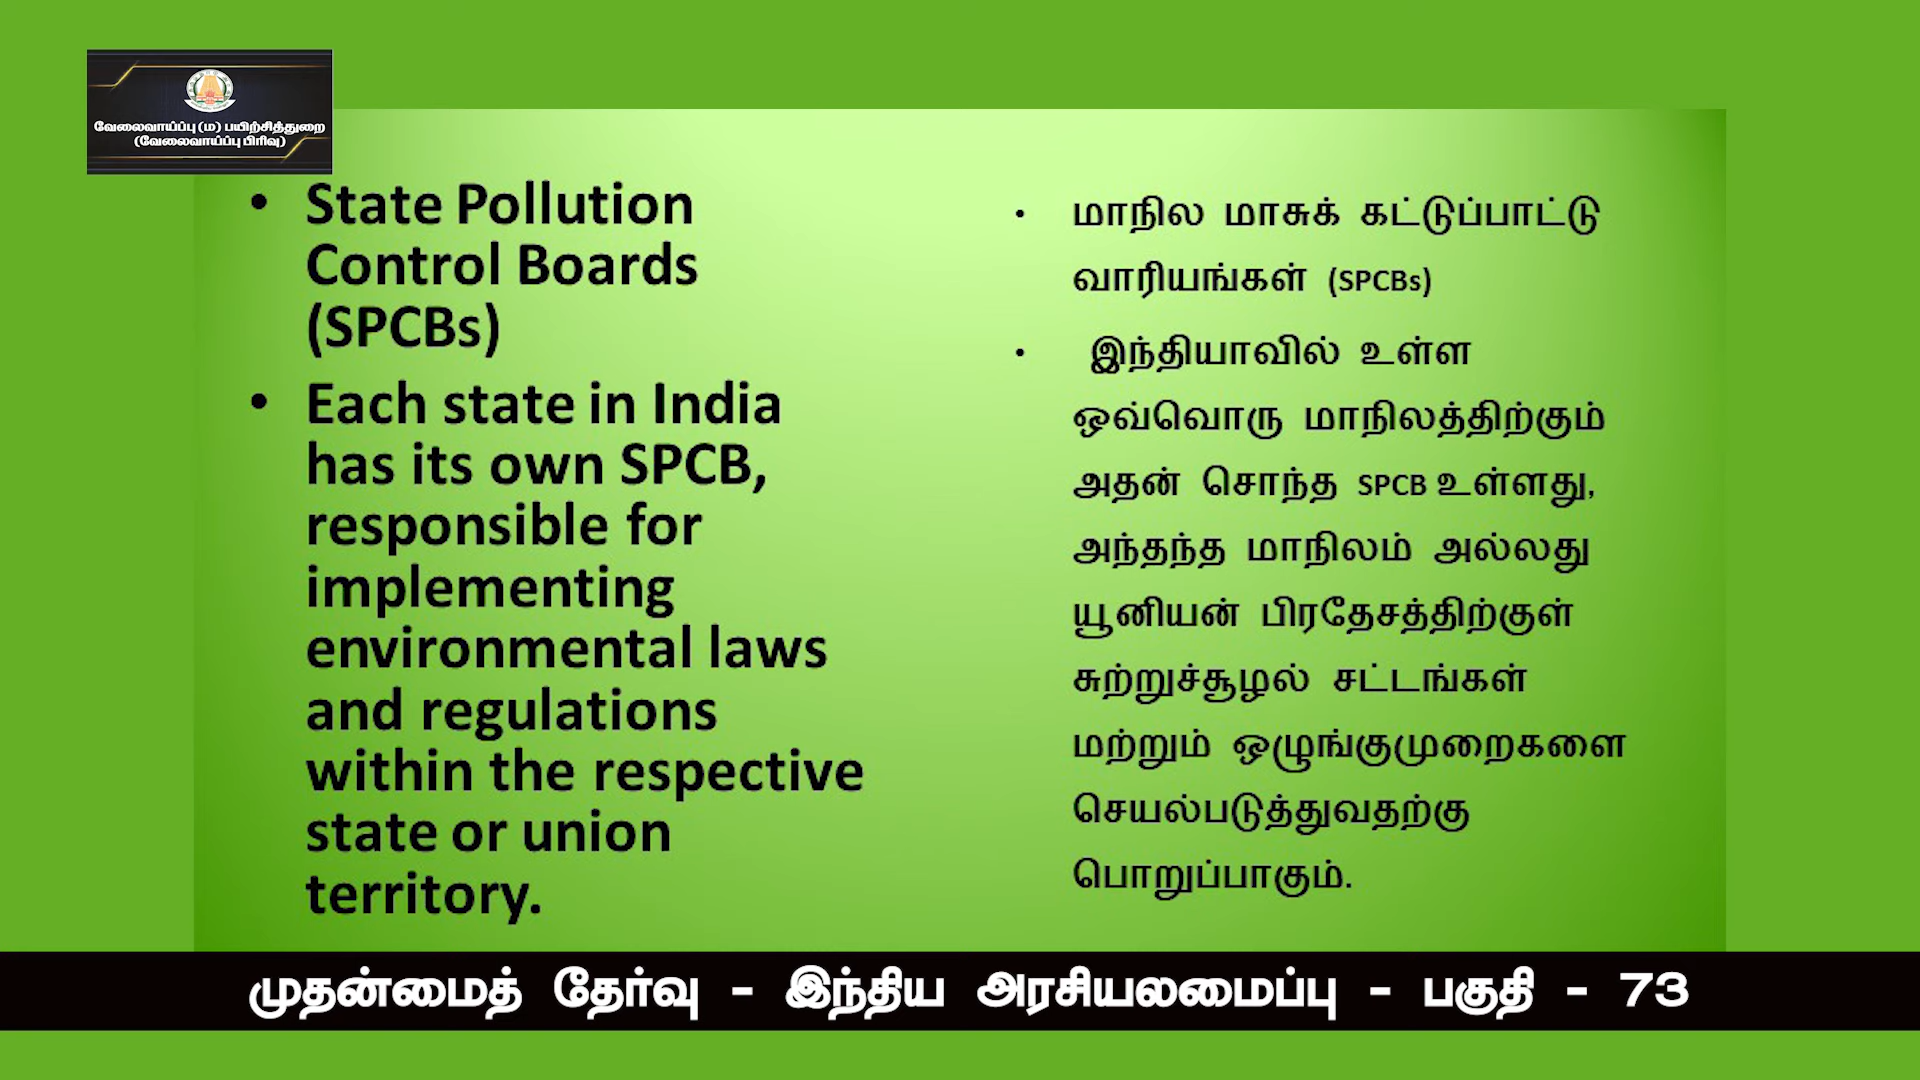 வேலைவாய்ப்பு (ம) பயிற்சித்துறை
(வேலைவாய்ப்பு பிரிவு)
• State Pollution
Control Boards
(SPCBs)
• Each state in India
has its own SPCB,
responsible for
implementing
environmental laws
and regulations
within the respective
state or union
territory.
• மாநில மாசுக் கட்டுப்பாட்டு
வாரியங்கள் (SPCBs)
• இந்தியாவில் உள்ள
ஒவ்வொரு மாநிலத்திற்கும்
அதன் சொந்த SPCB உள்ளது,
அந்தந்த மாநிலம் அல்லது
யூனியன் பிரதேசத்திற்குள்
சுற்றுச்சூழல் சட்டங்கள்
மற்றும் ஒழுங்குமுறைகளை
செயல்படுத்துவதற்கு
பொறுப்பாகும்.
முதன்மைத் தேர்வு - இந்திய அரசியலமைப்பு - பகுதி - 73